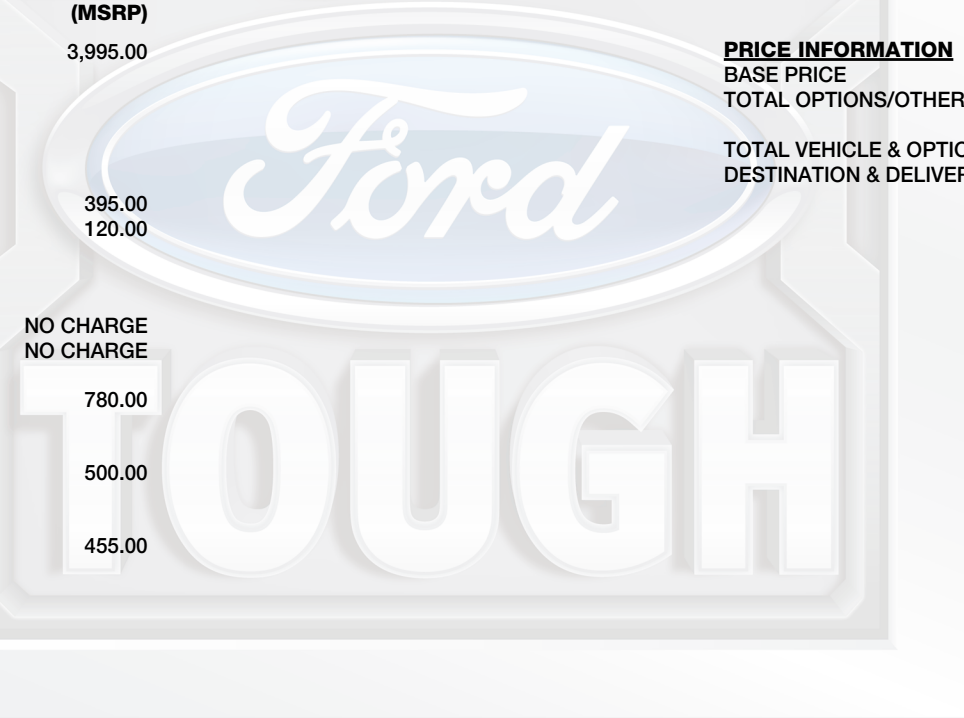 (MSRP)
3,995.00
395.00
120.00
NO CHARGE
NO CHARGE
780.00
500.00
455.00
PRICE INFORMATION
BASE PRICE
TOTAL OPTIONS/OTHER
TOTAL VEHICLE & OPTIO
DESTINATION & DELIVER
Ford
TOUGH